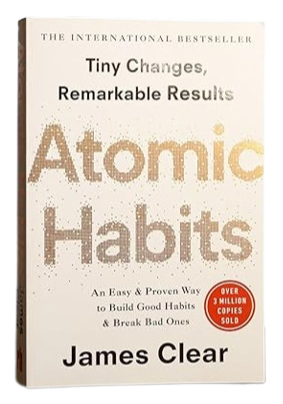 THE INTERNATIONAL BESTSELLER
Tiny Changes,
Remarkable Results
Atomic
Habits
An Easy & Proven Way
to Build Good Habits
& Break Bad Ones
OVER
3 MILLION
COPIES
SOLD
James Clear